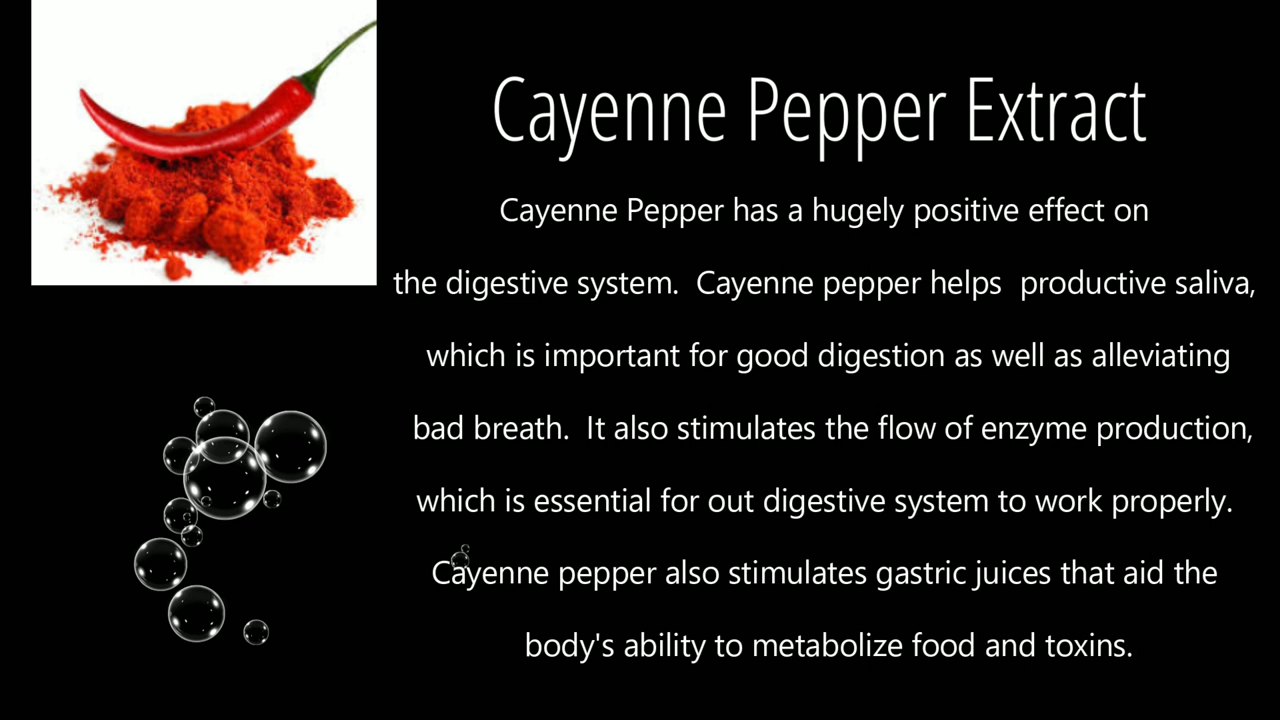 Cayenne Pepper Extract
Cayenne Pepper has a hugely positive effect on
the digestive system.  Cayenne pepper helps  productive saliva,
which is important for good digestion as well as alleviating
bad breath.  It also stimulates the flow of enzyme production,
which is essential for out digestive system to work properly.
Cayenne pepper also stimulates gastric juices that aid the
body's ability to metabolize food and toxins.